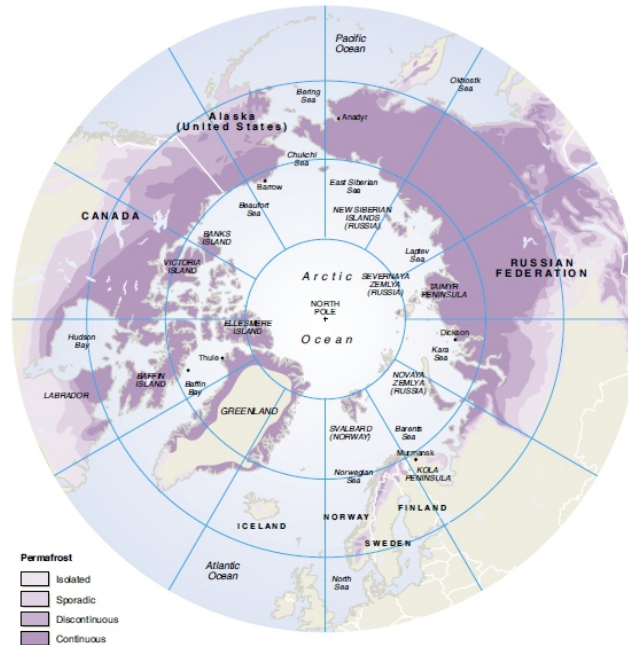 Pacific
Ocean
Okhostk
Sea
Bering
Sea
Alaska
(United States)
Anadyr
Chukchi
Sea
Barrow
Beaufort
Sea
East Siberian
Sea
NEW SIBERIAN
ISLANDS
(RUSSIA)
CANADA
BANKS
ISLAND
Laptev
Sea
VICTORIA
ISLAND
RUSSIAN
FEDERATION
Arctic
SEVERNAYA
ZEMLYA
(RUSSIA)
TAIMYR
PENINSULA
NORTH
POLE
ELLESMERE
ISLAND
Ocean
Dickson
Kara
Sea
Hudson
Bay
Thule
BAFFIN
ISLAND
Baffin
Bay
NOVAYA
ZEMLYA
(RUSSIA)
LABRADOR
GREENLAND
SVALBARD
(NORWAY)
Barents
Sea
Murmansk
KOLA
PENINSULA
Norwegian
Sea
FINLAND
NORWAY
ICELAND
SWEDEN
Atlantic
Ocean
North
Sea
Permafrost
Isolated
Sporadic
Discontinuous
Continuous